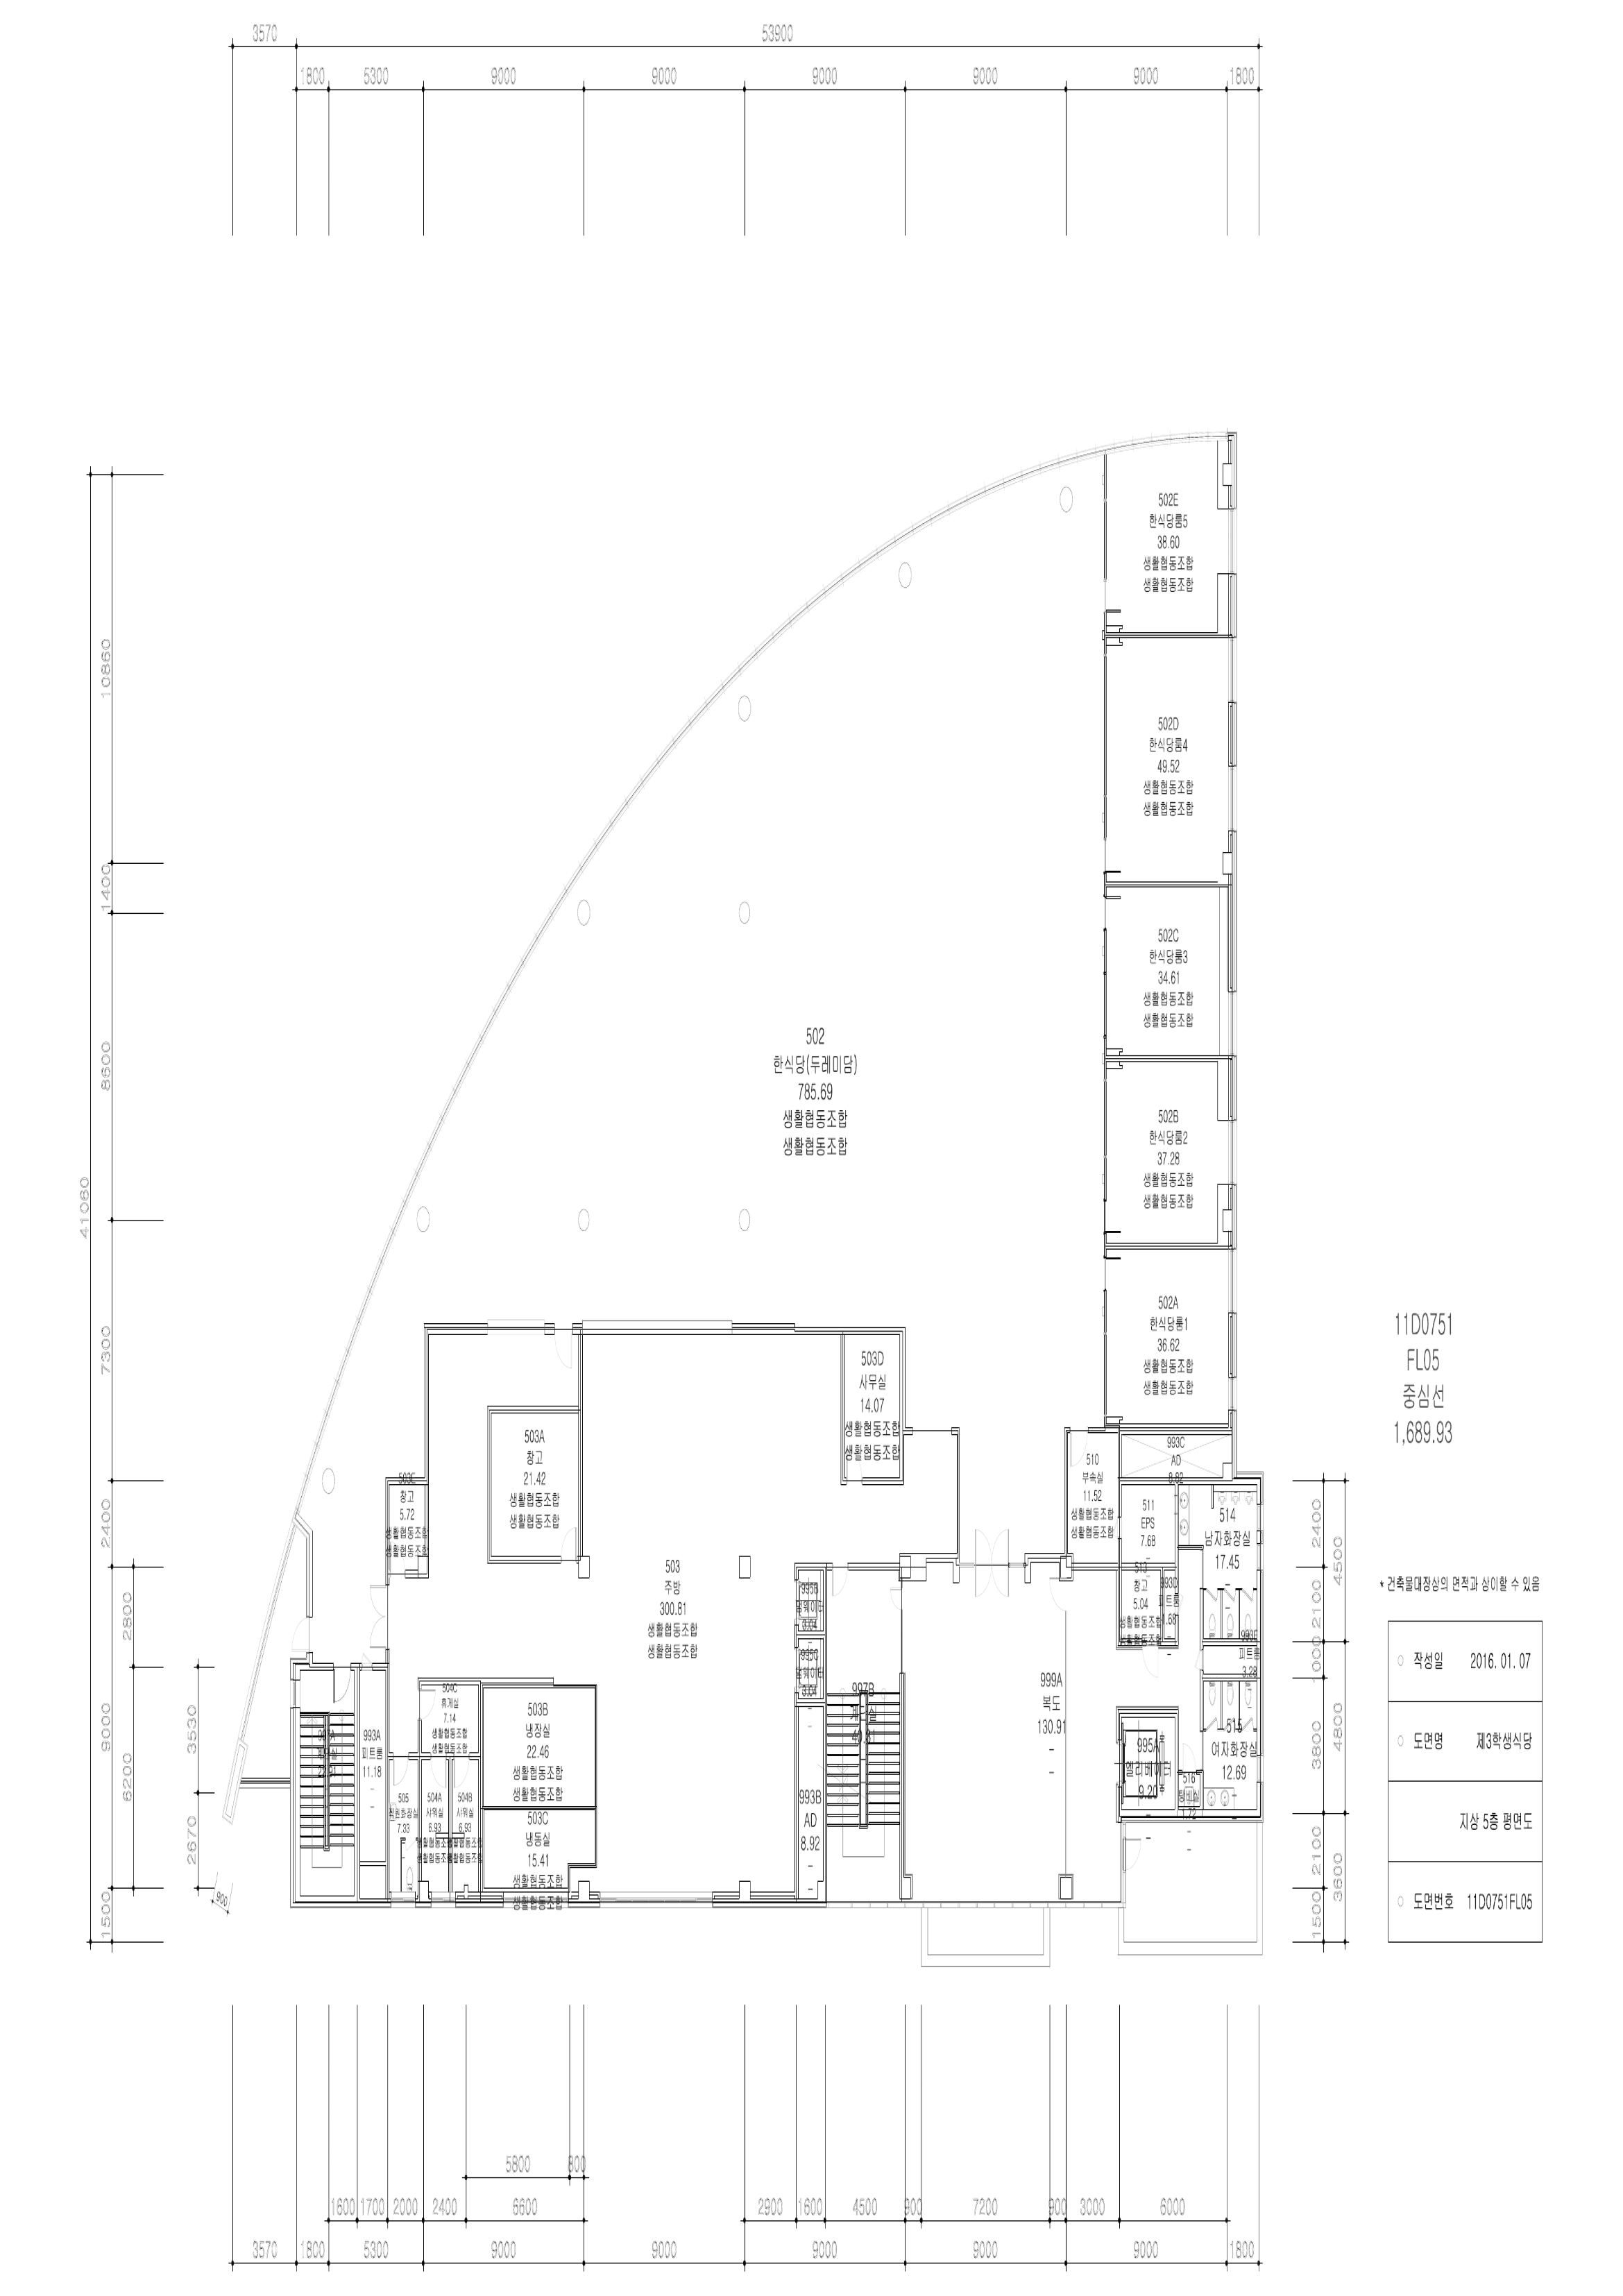 3570
53900
1800
5300
9000
9000
9000
9000
9000
1800
41060
10860
1400
8600
7300
2400
9000
1500
2800
6200
3530
2670
900
502E
한식당룸5
38.60
생활협동조합
생활협동조합
502D
한식당룸4
49.52
생활협동조합
생활협동조합
502C
한식당룸3
34.61
생활협동조합
생활협동조합
502
한식당(두레미담)
785.69
생활협동조합
생활협동조합
502B
한식당룸2
37.28
생활협동조합
생활협동조합
502A
한식당룸1
36.62
생활협동조합
생활협동조합
503D
사무실
14.07
생활협동조합
생활협동조합
503A
창고
21.42
생활협동조합
생활협동조합
503E
창고
5.72
생활협동조합
생활협동조합
993C
AD
8.82
510
부속실
11.52
생활협동조합
생활협동조합
511
EPS
7.68
514
남자화장실
17.45
503
주방
300.81
생활협동조합
생활협동조합
995B
덤웨이터
3.04
995C
덤웨이터
3.04
513
창고
5.04
생활협동조합
생활협동조합
993D
피트룸
1.68
993E
피트룸
3.28
997A
계단실
993A
피트룸
11.18
504C
휴게실
7.14
생활협동조합
생활협동조합
503B
냉장실
22.46
생활협동조합
생활협동조합
997B
계단실
40.81
999A
복도
130.91
995A
엘리베이터
9.20
515
여자화장실
12.69
516
탕비실
1.72
505
직원화장실
7.33
504A
샤워실
6.93
생활협동조합
생활협동조합
504B
샤워실
6.93
생활협동조합
생활협동조합
503C
냉동실
15.41
생활협동조합
생활협동조합
993B
AD
8.92
2400
2100
1000
3800
2100
1500
4500
4800
3600
11D0751
FL05
중심선
1,689.93
* 건축물대장상의 면적과 상이할 수 있음
작성일 2016. 01. 07
도면명 제3학생식당
지상 5층 평면도
도면번호 11D0751FL05
5800
800
1600
1700
2000
2400
6600
2900
1600
4500
900
7200
900
3000
6000
3570
1800
5300
9000
9000
9000
9000
9000
1800